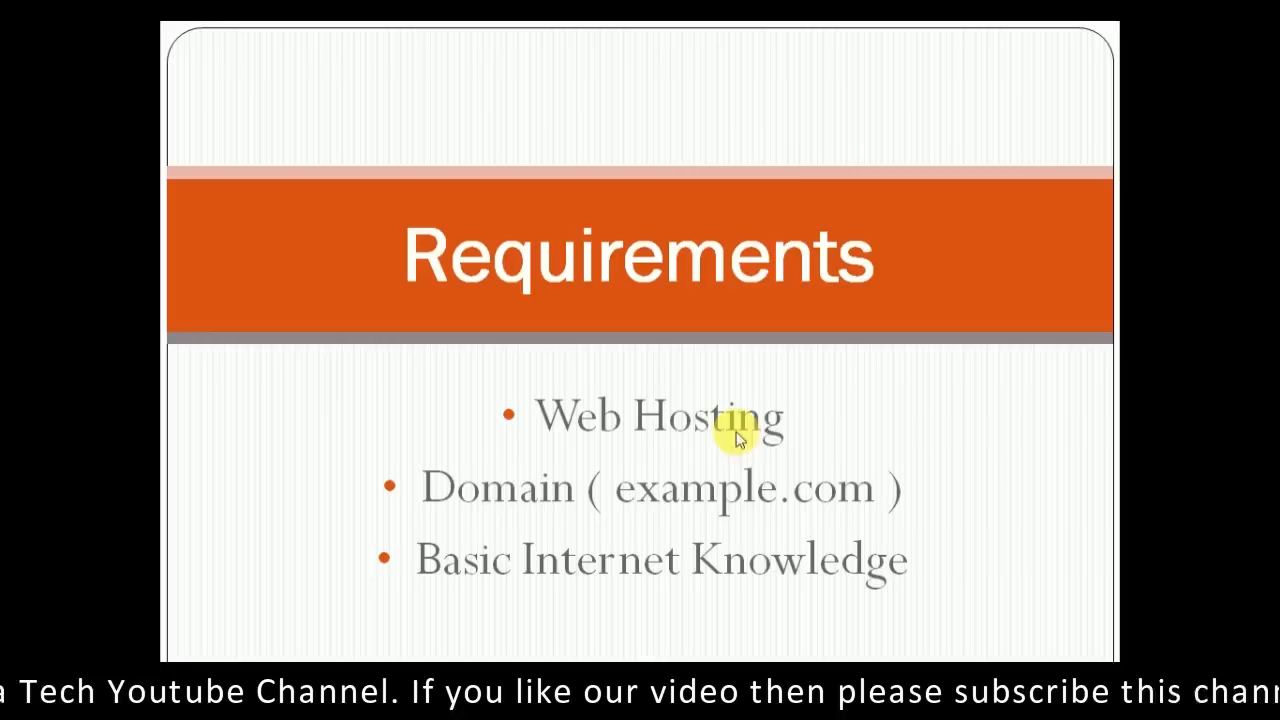 Requirements
• Web Hosting
• Domain ( example.com )
• Basic Internet Knowledge
a Tech Youtube Channel. If you like our video then please subscribe this chann